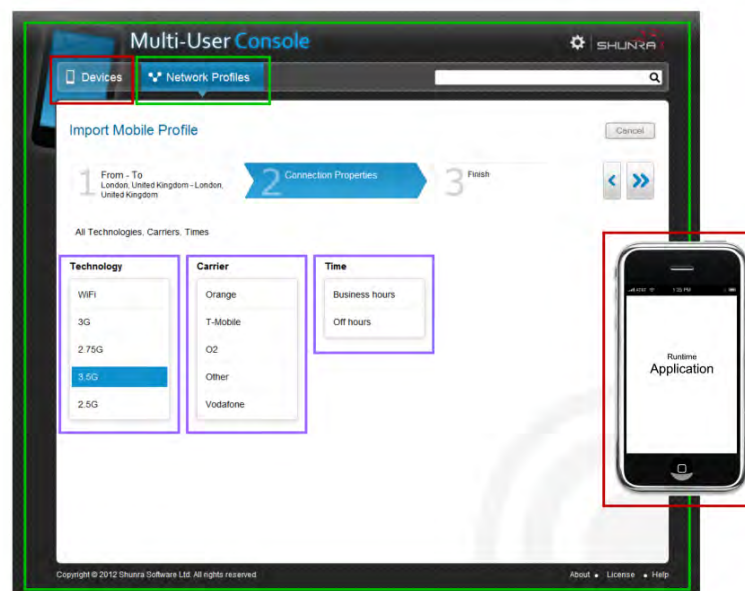 Multi-User Console
SHUNRA
Devices
Network Profiles
Import Mobile Profile
Cancel
1
From - To
London, United Kingdom - London,
United Kingdom
2
Connection Properties
3
Finish
All Technologies, Carriers, Times
Technology
WiFi
3G
2.75G
3.5G
2.5G
Carrier
Orange
T-Mobile
O2
Other
Vodafone
Time
Business hours
Off hours
Runtime
Application
Copyright © 2012 Shunra Software Ltd. All rights reserved
About • License • Help